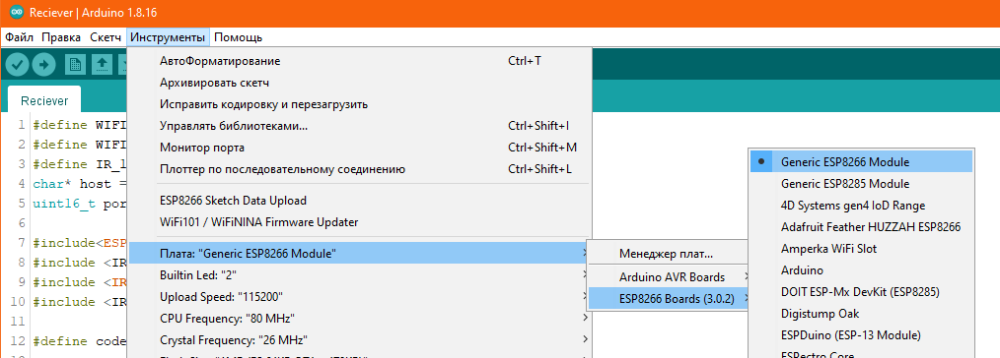 Reciever | Arduino 1.8.16
Файл Правка Скетч Инструменты Помощь
АвтоФорматирование Ctrl+T
Архивировать скетч
Reciever
Исправить кодировку и перезагрузить
1 #define WIFI
Управлять библиотеками... Ctrl+Shift+I
2 #define WIFI
Монитор порта Ctrl+Shift+M
3 #define IR_l
Плоттер по последовательному соединению Ctrl+Shift+L
4 char* host =
5 uint16_t por
ESP8266 Sketch Data Upload
6
WiFi101 / WiFiNINA Firmware Updater
7 #include<ESP
8 #include <IR
Плата: "Generic ESP8266 Module"
9 #include <IR
Builtin Led: "2"
10 #include <IR
Upload Speed: "115200"
11
CPU Frequency: "80 MHz"
12 #define code
Crystal Frequency: "26 MHz"
Менеджер плат...
Arduino AVR Boards
ESP8266 Boards (3.0.2)
Generic ESP8266 Module
Generic ESP8285 Module
4D Systems gen4 IoD Range
Adafruit Feather HUZZAH ESP8266
Amperka WiFi Slot
Arduino
DOIT ESP-Mx DevKit (ESP8285)
Digistump Oak
ESPDuino (ESP-13 Module)
ESPectro Core